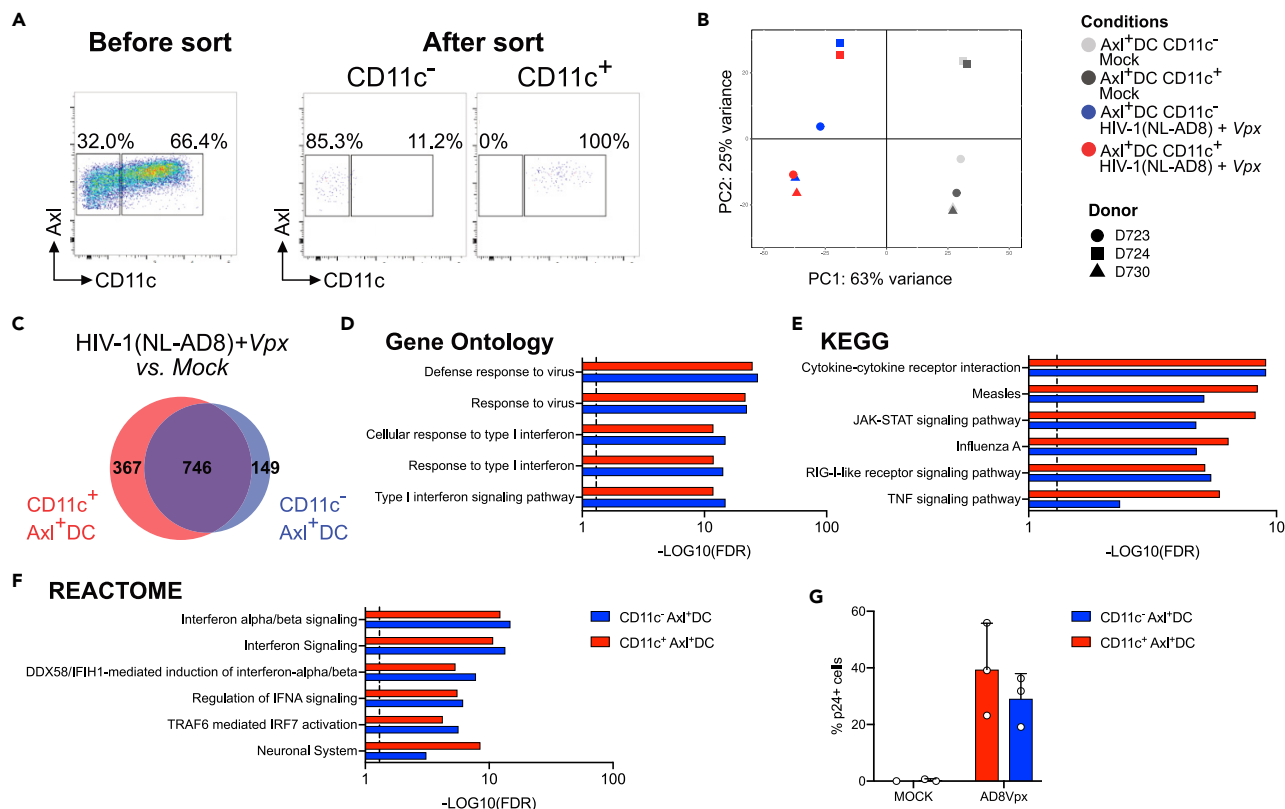 A
Before sort
After sort
CD11c-
CD11c+
32.0%
66.4%
85.3%
11.2%
0%
100%
Axl
CD11c
Axl
CD11c
B
PC2: 25% variance
20
0
-20
-50
-25
0
25
50
PC1: 63% variance
Conditions
Axl+DC CD11c-
Mock
Axl+DC CD11c+
Mock
Axl+DC CD11c-
HIV-1(NL-AD8) + Vpx
Axl+DC CD11c+
HIV-1(NL-AD8) + Vpx
Donor
D723
D724
D730
C
HIV-1(NL-AD8)+Vpx
vs. Mock
367
746
149
CD11c+
Axl+DC
CD11c-
Axl+DC
D
Gene Ontology
Defense response to virus
Response to virus
Cellular response to type I interferon
Response to type I interferon
Type I interferon signaling pathway
1
10
100
-LOG10(FDR)
E
KEGG
Cytokine-cytokine receptor interaction
Measles
JAK-STAT signaling pathway
Influenza A
RIG-I-like receptor signaling pathway
TNF signaling pathway
1
10
-LOG10(FDR)
F
REACTOME
Interferon alpha/beta signaling
Interferon Signaling
DDX58/IFIH1-mediated induction of interferon-alpha/beta
Regulation of IFNA signaling
TRAF6 mediated IRF7 activation
Neuronal System
1
10
100
-LOG10(FDR)
CD11c- Axl+DC
CD11c+ Axl+DC
G
% p24+ cells
60
40
20
0
MOCK
AD8Vpx
CD11c- Axl+DC
CD11c+ Axl+DC